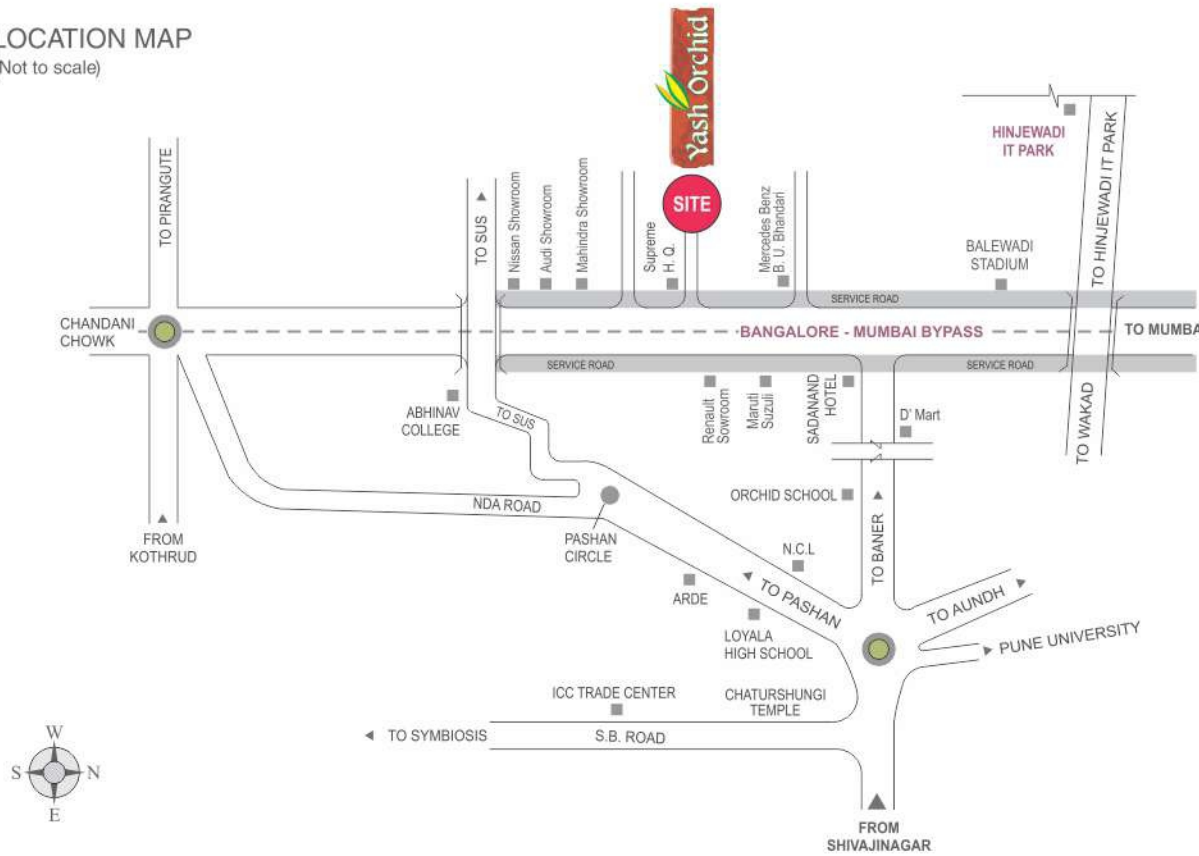 LOCATION MAP
(Not to scale)
Yash Orchid
SITE
HINJEWADI
IT PARK
TO HINJEWADI IT PARK
TO PIRANGUTE
TO SUS
Nissan Showroom
Audi Showroom
Mahindra Showroom
Supreme
H. Q.
Mercedes Benz
B. U. Bhandari
BALEWADI
STADIUM
SERVICE ROAD
CHANDANI
CHOWK
BANGALORE - MUMBAI BYPASS
TO MUMBA
SERVICE ROAD
SERVICE ROAD
ABHINAV
COLLEGE
TO SUS
Renault
Sowroom
Maruti
Suzuli
SADANAND
HOTEL
D' Mart
TO WAKAD
NDA ROAD
ORCHID SCHOOL
FROM
KOTHRUD
PASHAN
CIRCLE
N.C.L
TO BANER
ARDE
TO PASHAN
TO AUNDH
LOYALA
HIGH SCHOOL
PUNE UNIVERSITY
ICC TRADE CENTER
CHATURSHUNGI
TEMPLE
TO SYMBIOSIS
S.B. ROAD
W
S
N
E
FROM
SHIVAJINAGAR